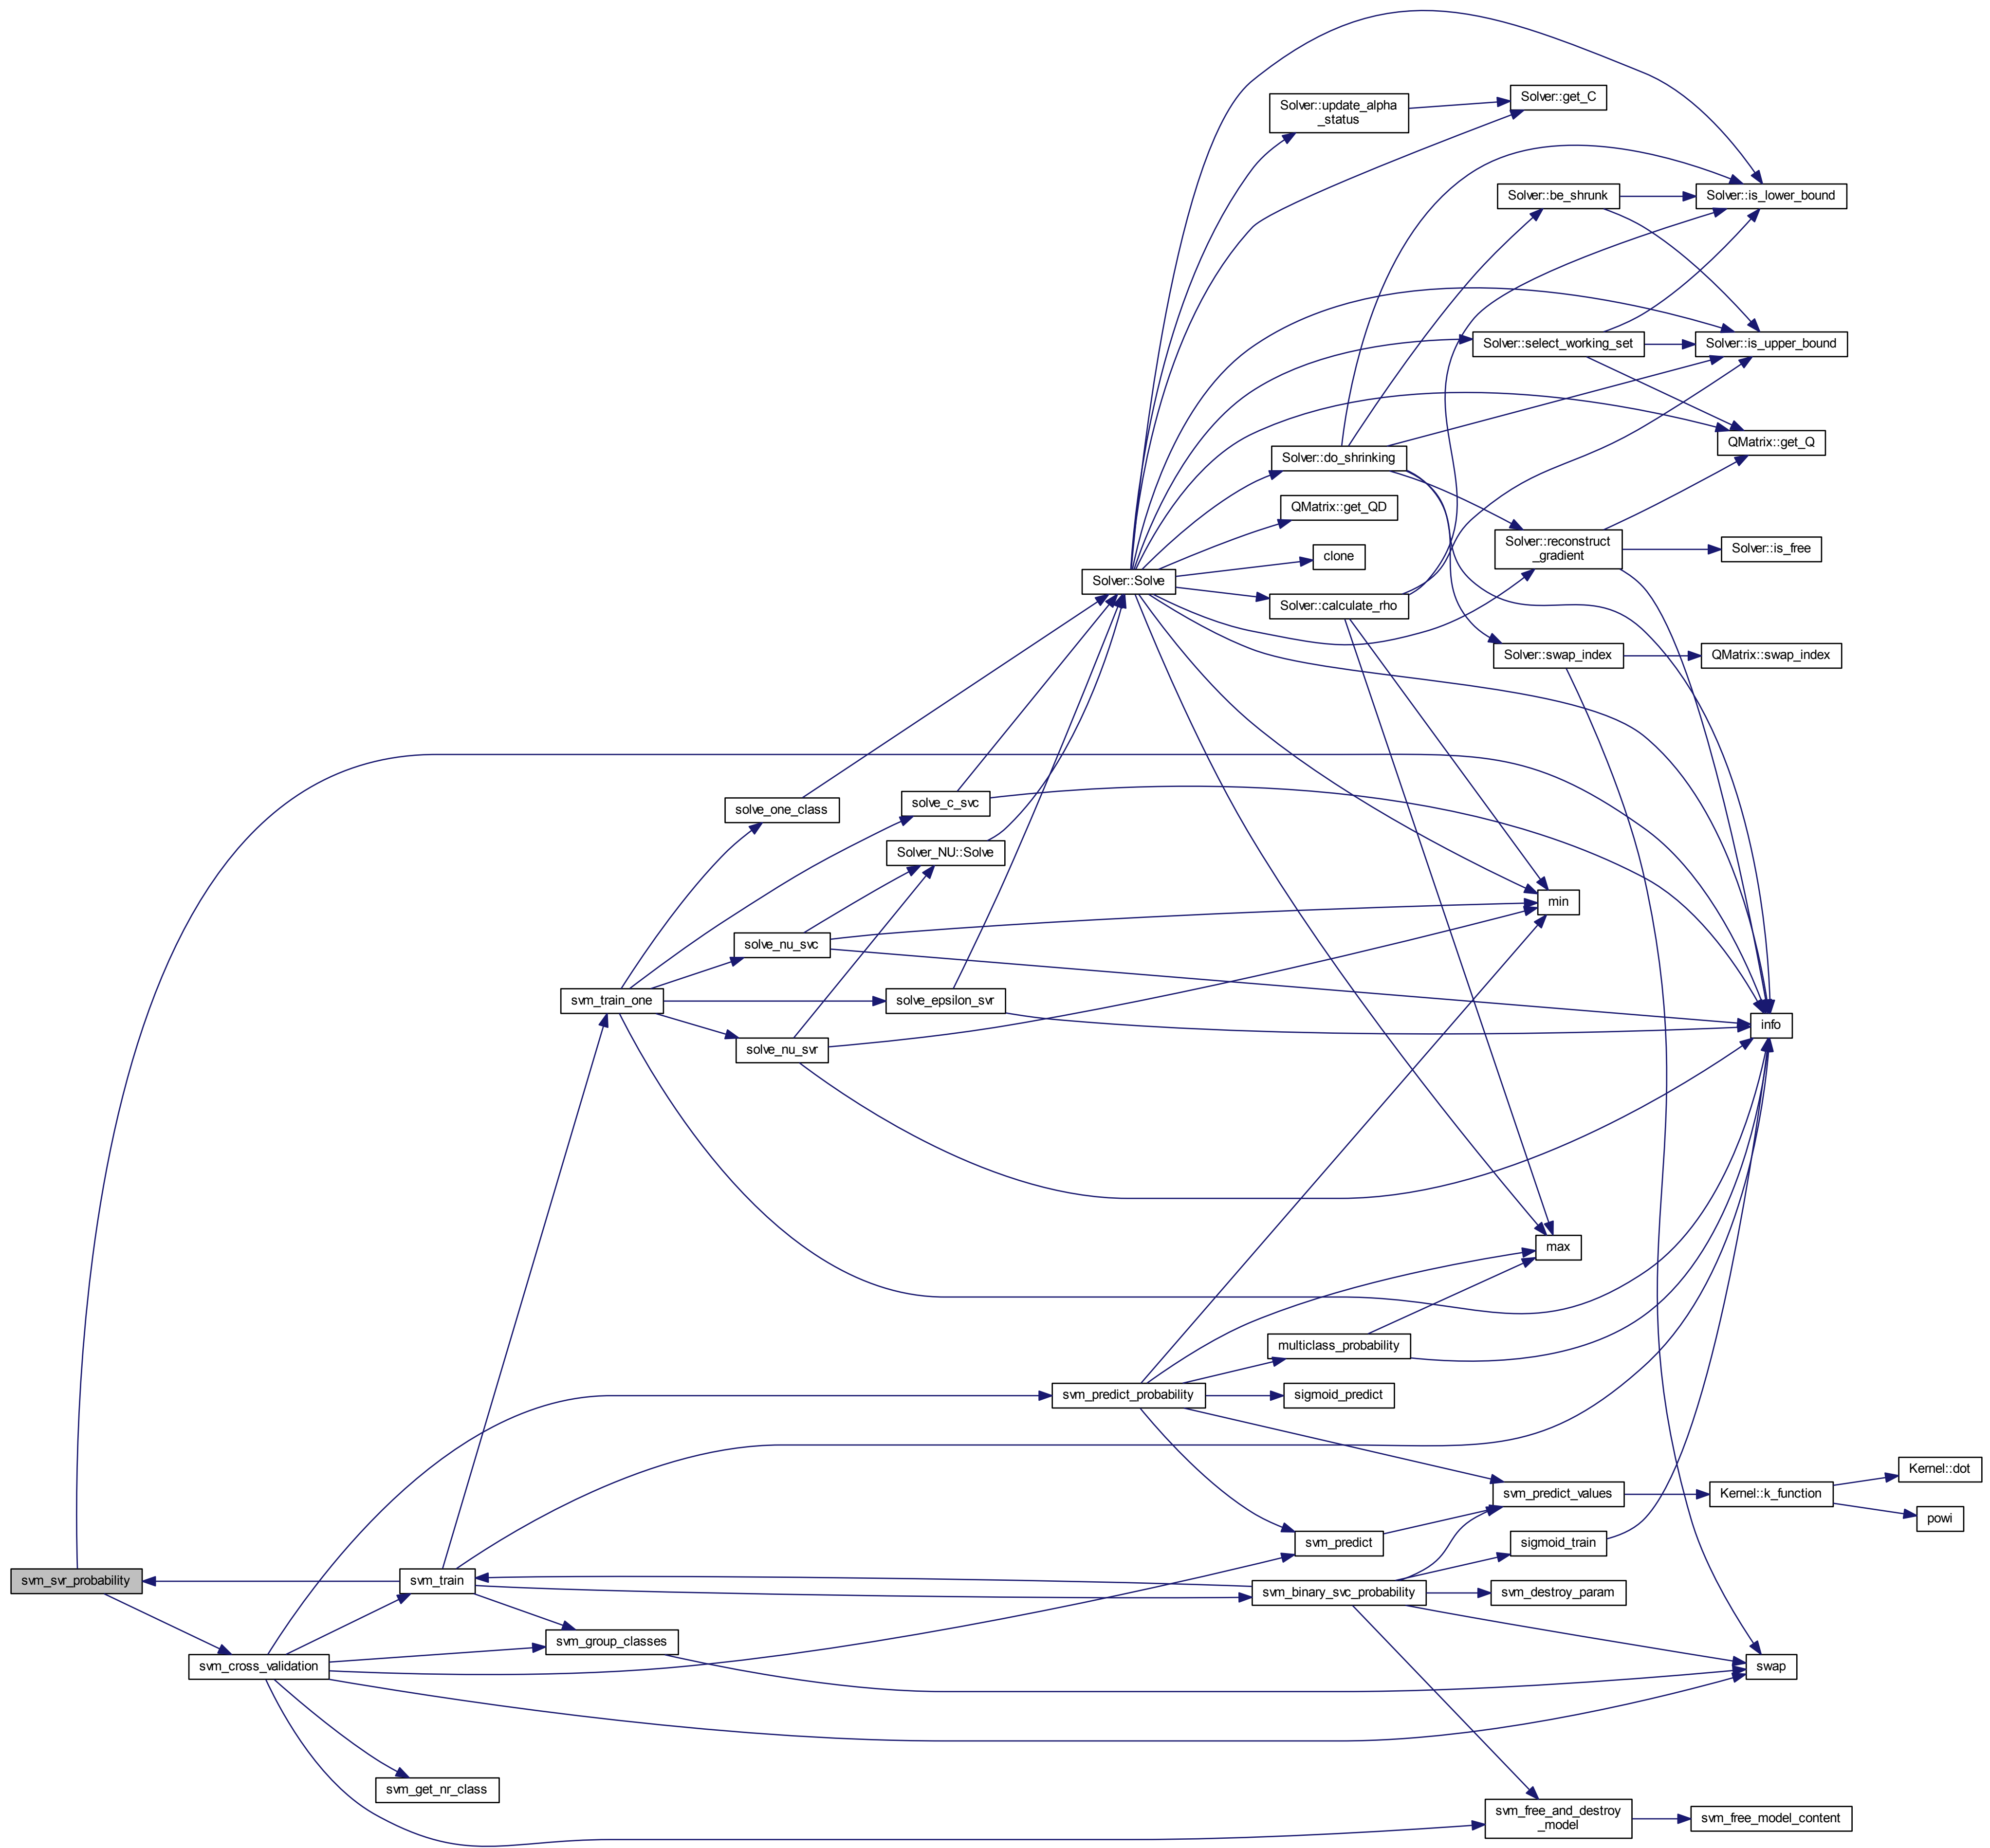 Solver::get_C
Solver::update_alpha
_status
Solver::be_shrunk
Solver::is_lower_bound
Solver::select_working_set
Solver::is_upper_bound
QMatrix::get_Q
Solver::do_shrinking
QMatrix::get_QD
Solver::reconstruct
_gradient
Solver::is_free
clone
Solver::Solve
Solver::calculate_rho
Solver::swap_index
QMatrix::swap_index
solve_one_class
solve_c_svc
Solver_NU::Solve
min
solve_nu_svc
svm_train_one
solve_epsilon_svr
info
solve_nu_svr
max
multiclass_probability
svm_predict_probability
sigmoid_predict
Kernel::dot
svm_predict_values
Kernel::k_function
powi
svm_predict
sigmoid_train
svm_svr_probability
svm_train
svm_binary_svc_probability
svm_destroy_param
svm_group_classes
svm_cross_validation
swap
svm_get_nr_class
svm_free_and_destroy
_model
svm_free_model_content